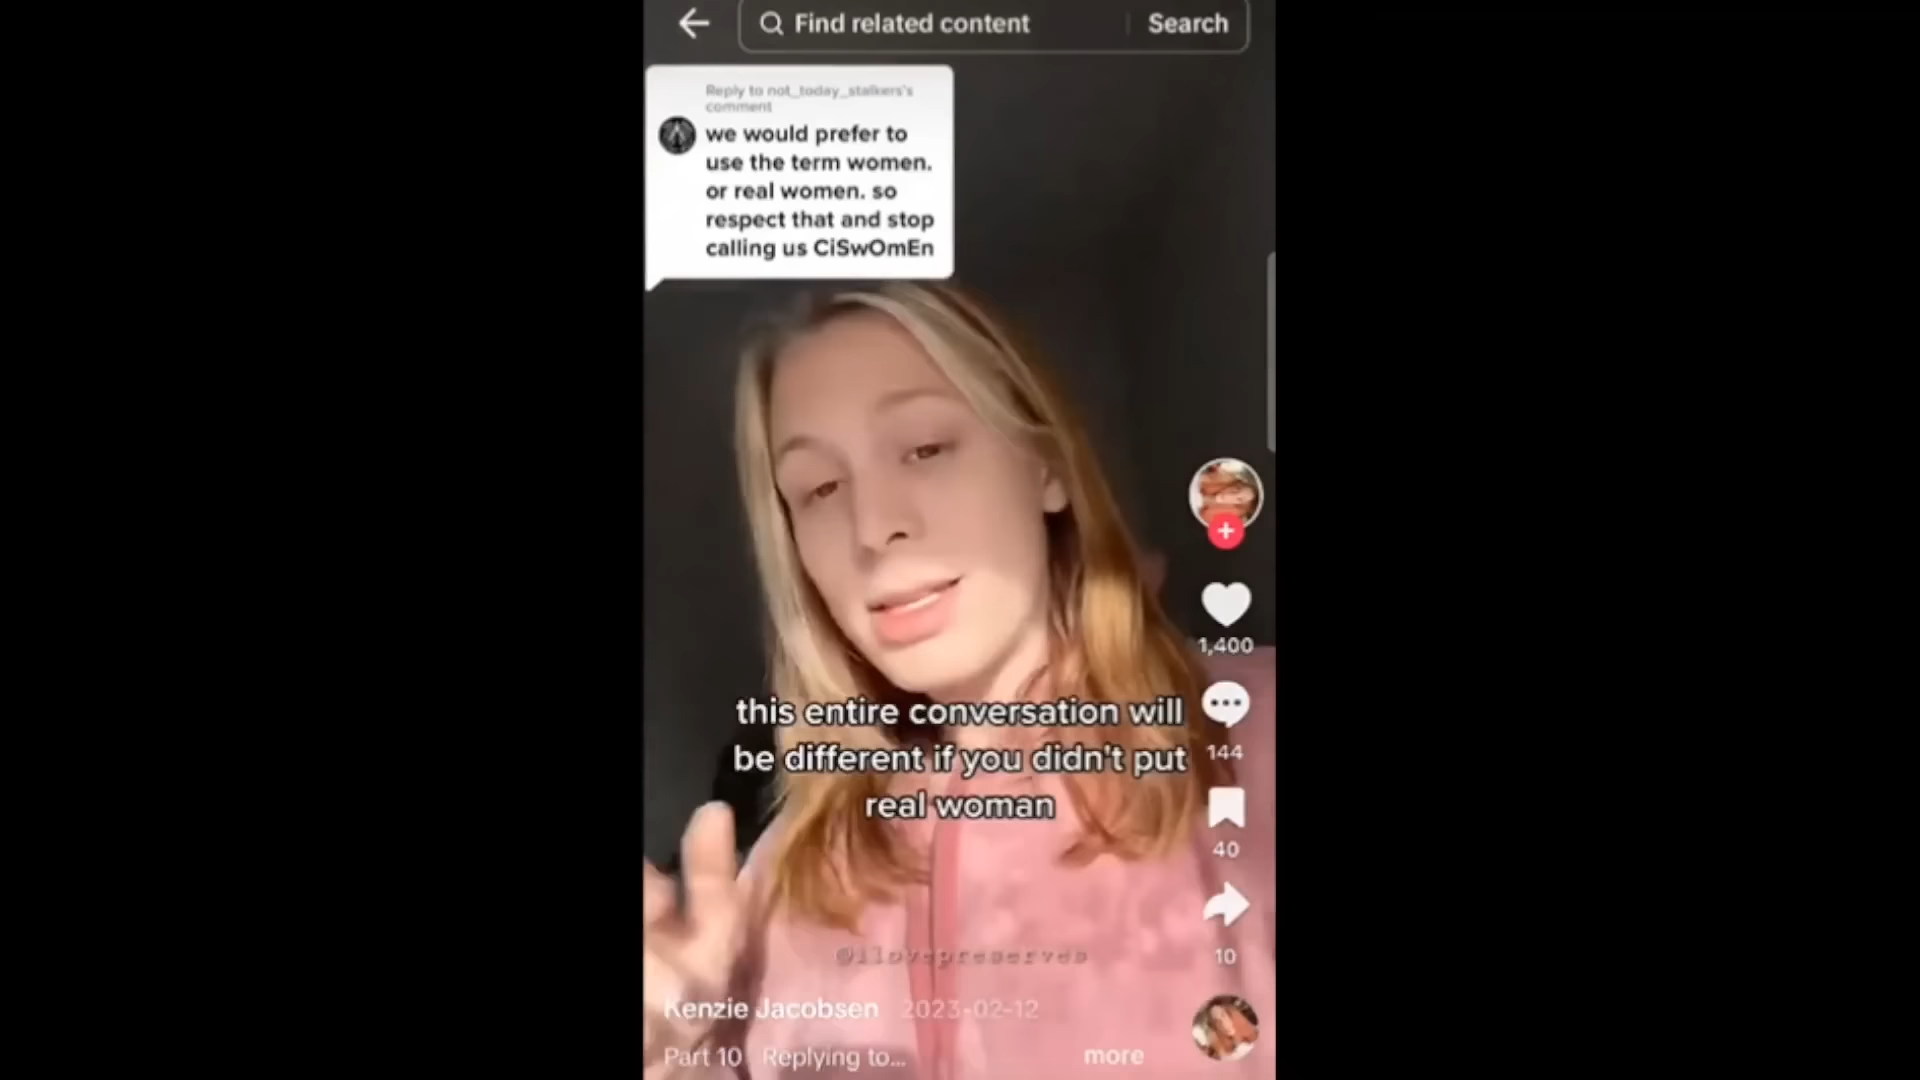 Find related content
Search
Reply to not_today_stalkers's
comment
we would prefer to
use the term women.
or real women. so
respect that and stop
calling us CiSwOmEn
this entire conversation will
be different if you didn't put
real woman
1,400
144
40
10
@ilovepreserves
Kenzie Jacobsen 2023-02-12
Part 10 Replying to...
more